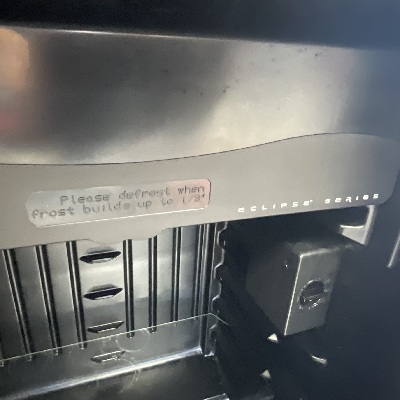 Please defrost when
frost builds up to 1/8"
ECLIPSE® SERIES